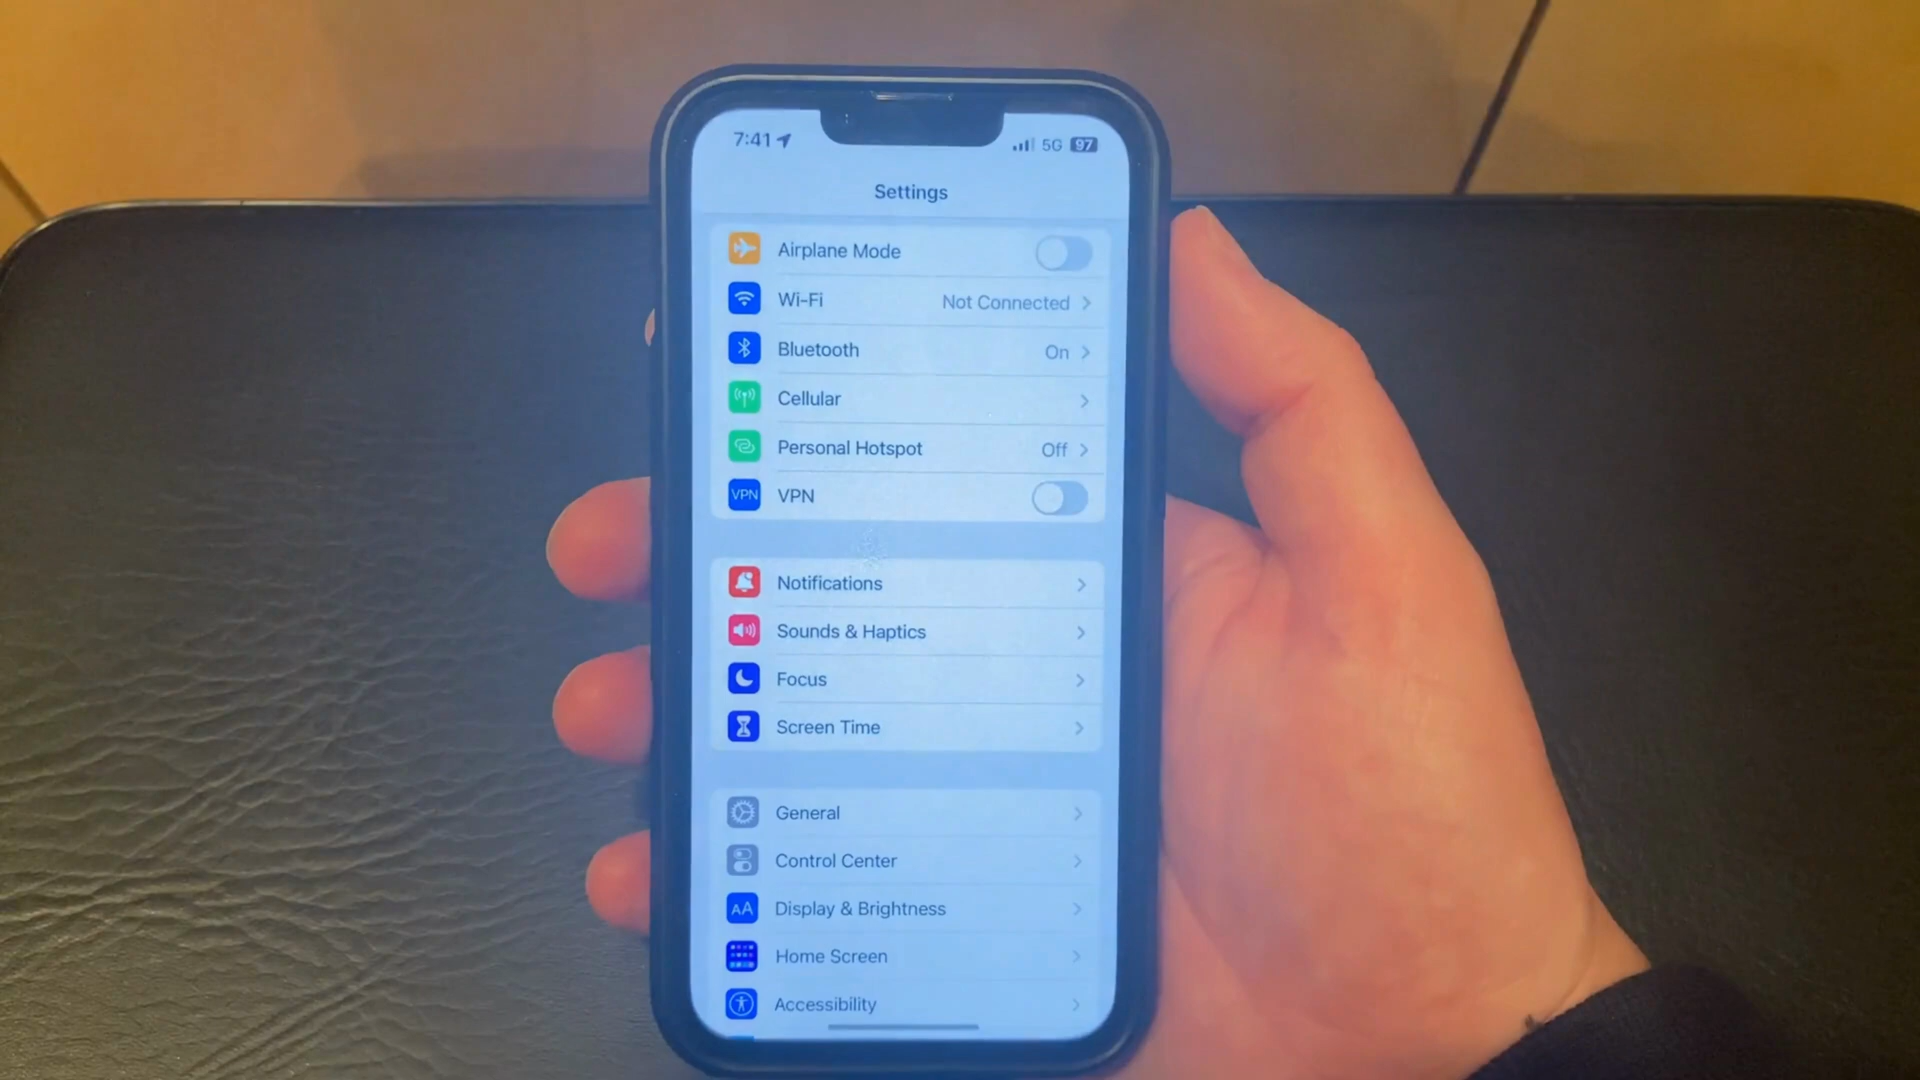 7:41 5G 97
Settings
Airplane Mode
Wi-Fi Not Connected
Bluetooth On
Cellular
Personal Hotspot Off
VPN VPN
Notifications
Sounds & Haptics
Focus
Screen Time
General
Control Center
AA Display & Brightness
Home Screen
Accessibility